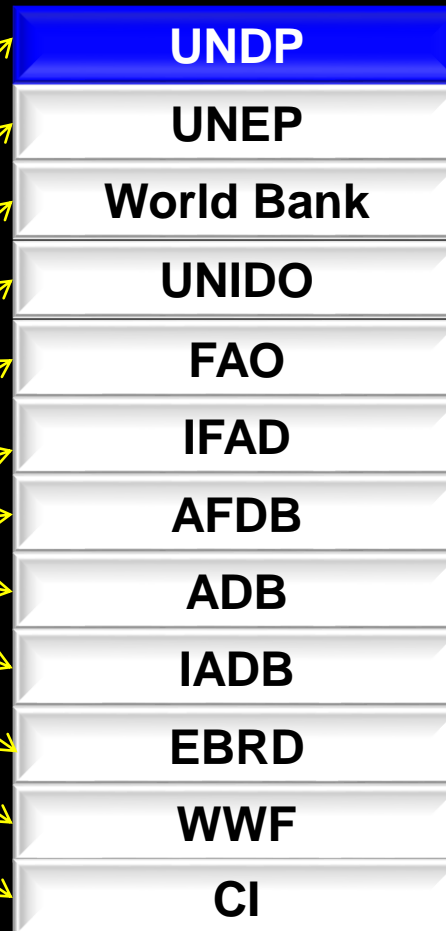 UNDP
UNEP
World Bank
UNIDO
FAO
IFAD
AFDB
ADB
IADB
EBRD
WWF
CI